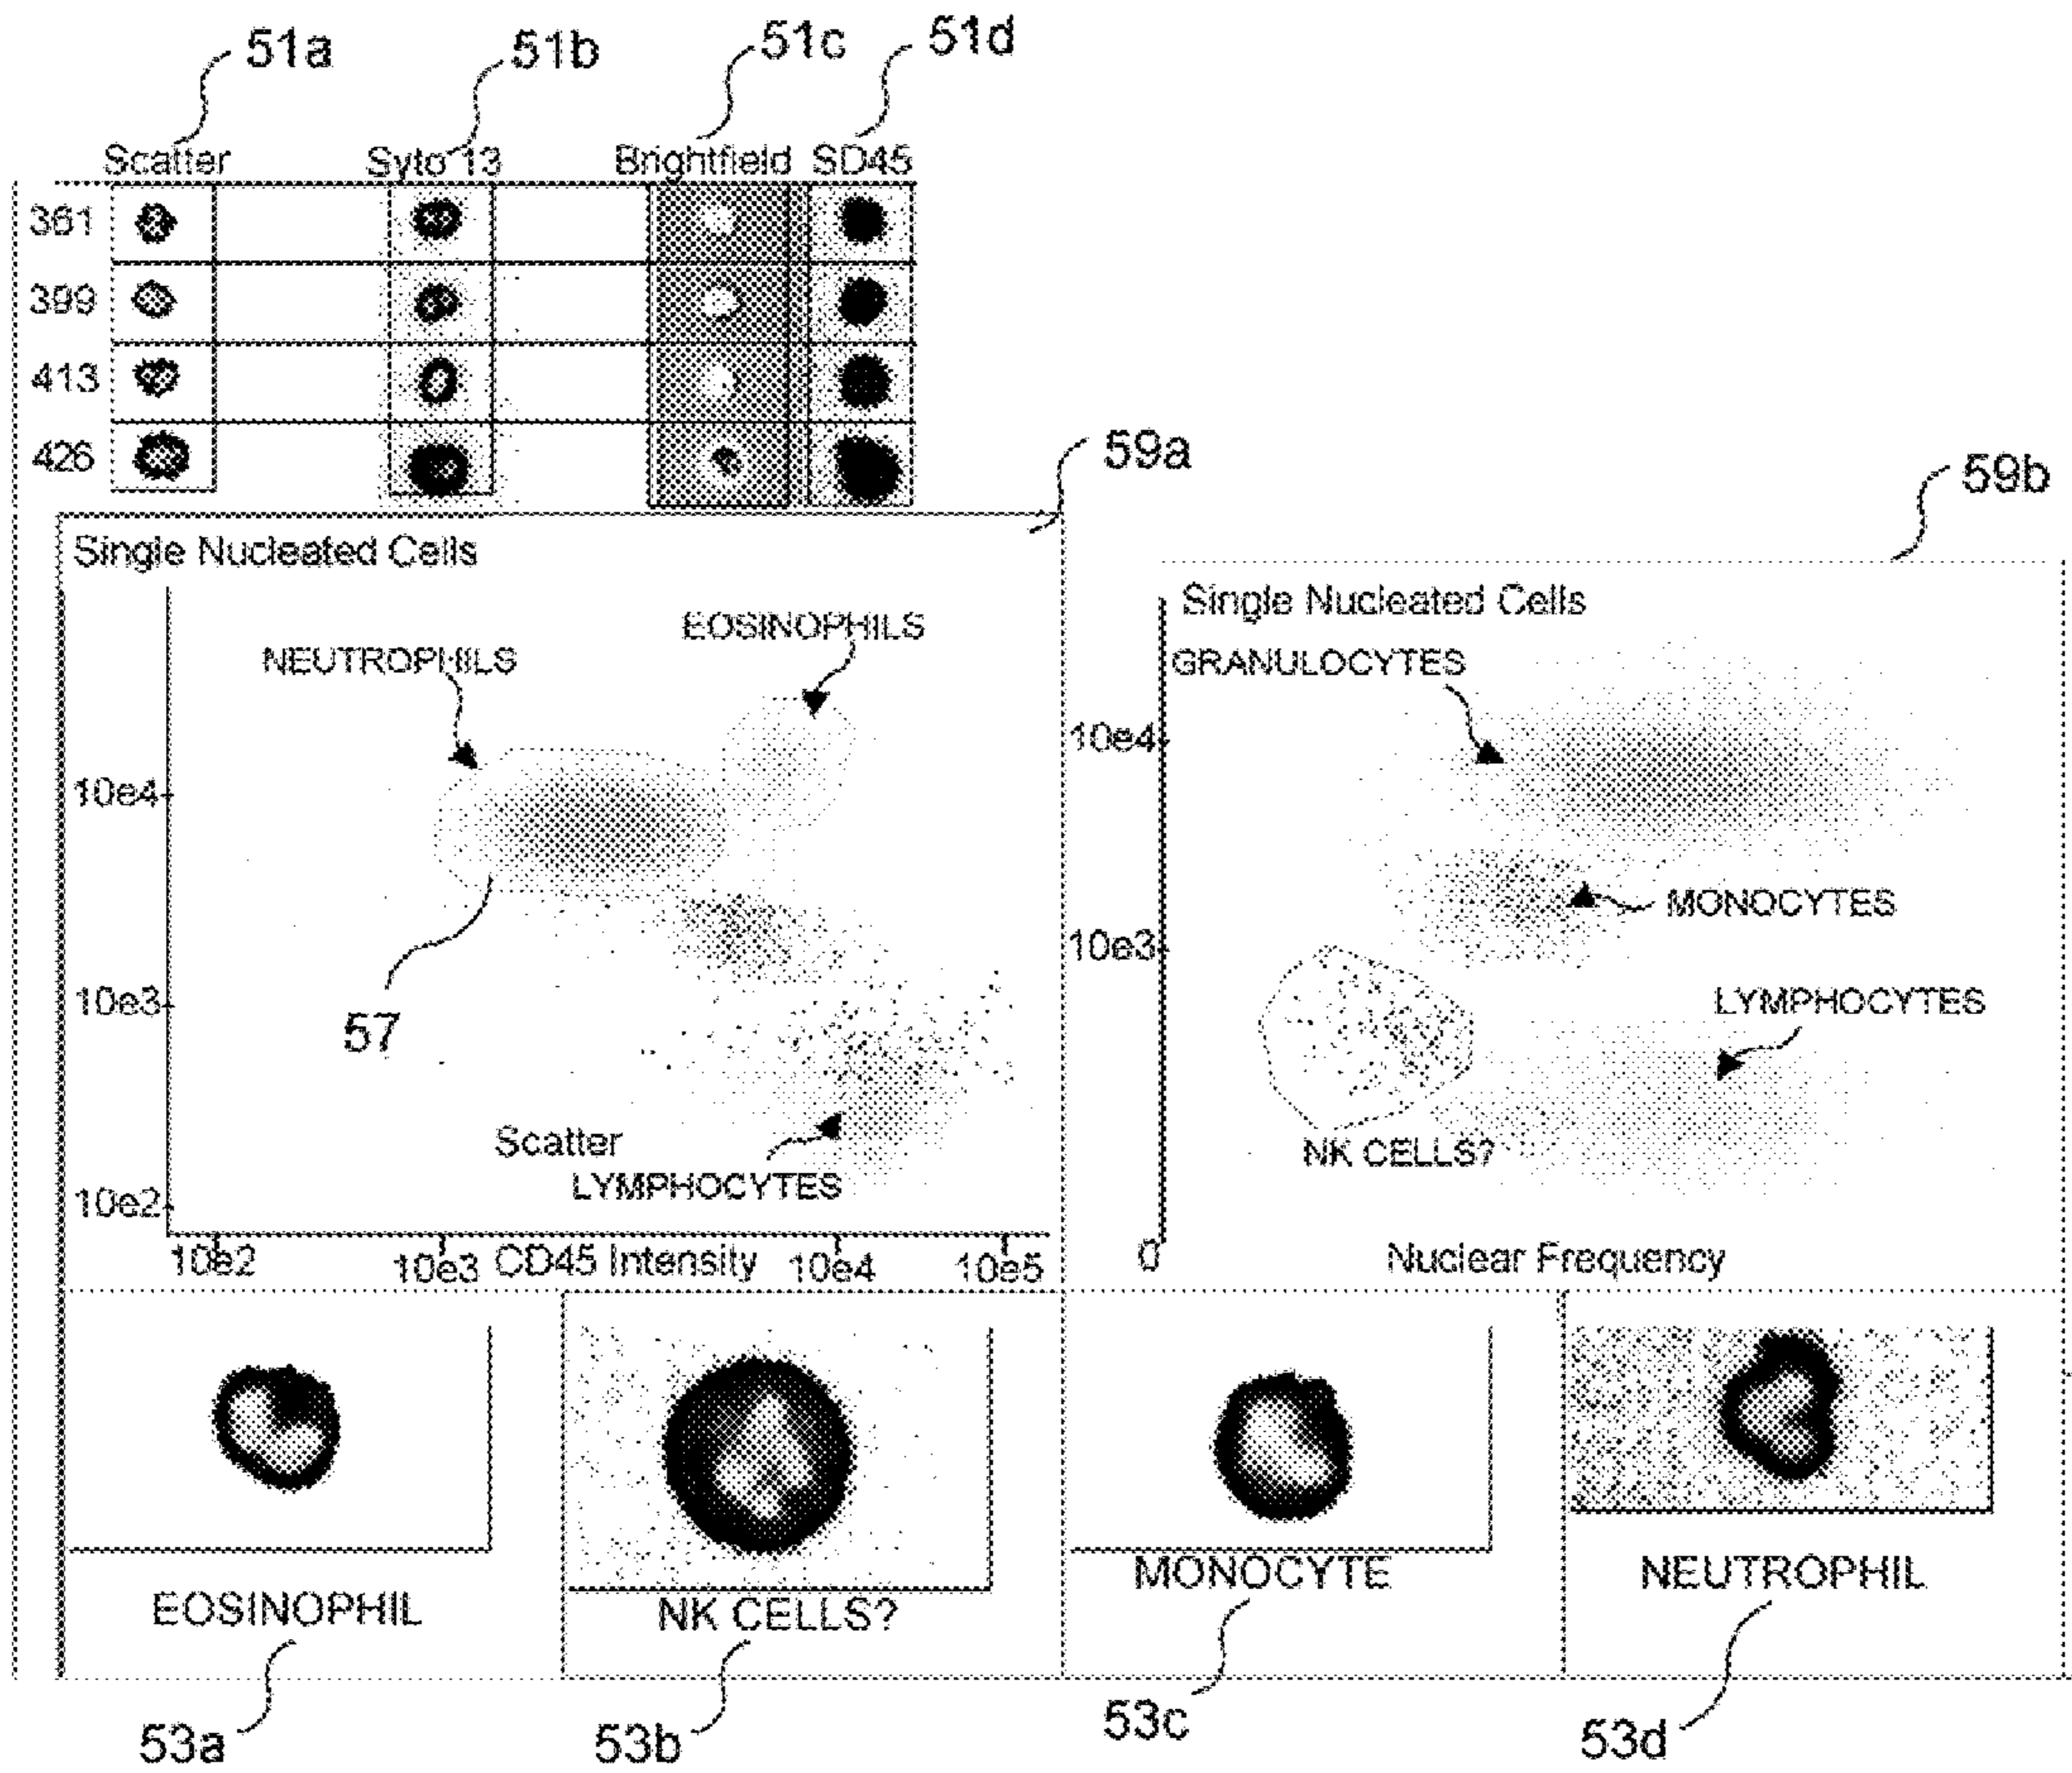 51a 51b 51c 51d
Scatter Syto 13 Brightfield SD45
361
399
413
426
59a
59b
Single Nucleated Cells
NEUTROPHILS
EOSINOPHILS
10e4
57
10e3
Scatter
LYMPHOCYTES
10e2
10e2 10e3 CD45 Intensity 10e4 10e5
Single Nucleated Cells
GRANULOCYTES
10e4
MONOCYTES
10e3
LYMPHOCYTES
NK CELLS?
0 Nuclear Frequency
EOSINOPHIL
NK CELLS?
MONOCYTE
NEUTROPHIL
53a 53b 53c 53d